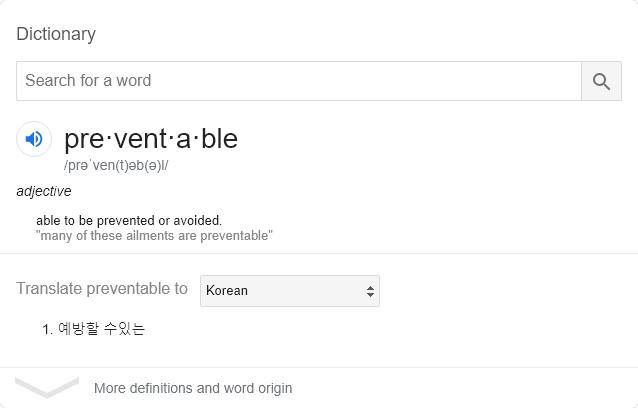 Dictionary
Search for a word
pre·vent·a·ble
/prəˈven(t)əb(ə)l/
adjective
able to be prevented or avoided.
"many of these ailments are preventable"
Translate preventable to Korean
1. 예방할 수있는
More definitions and word origin